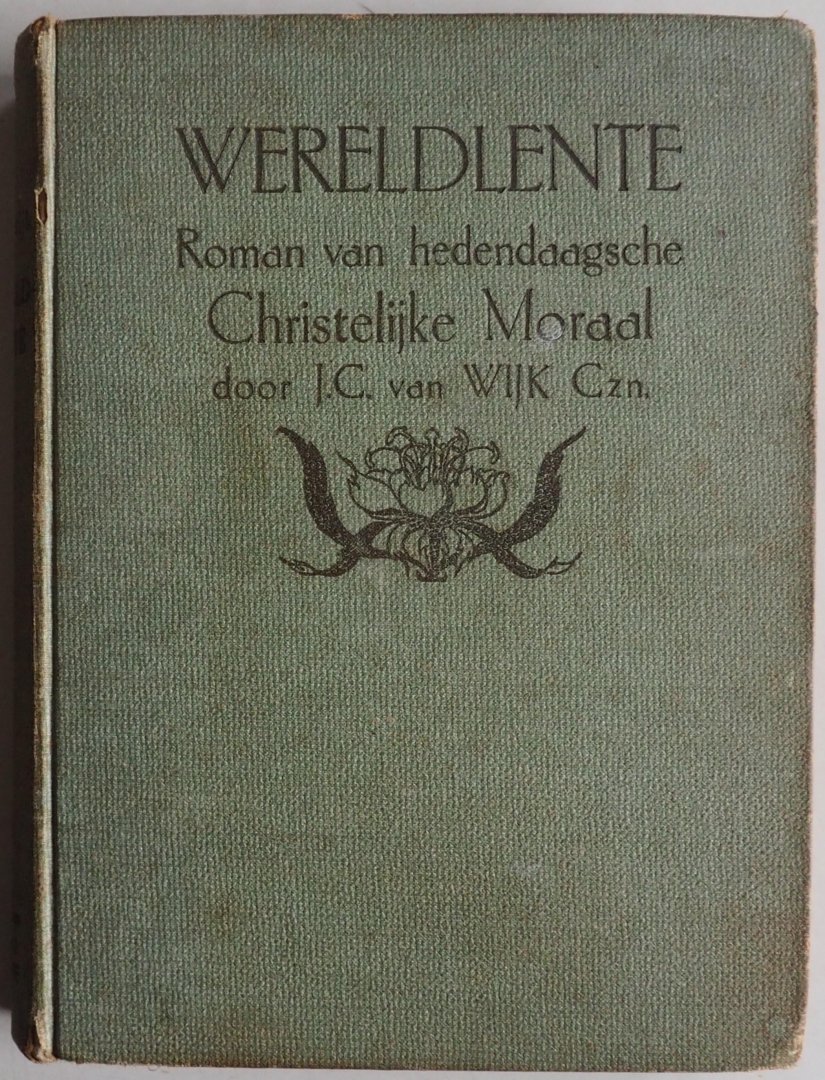 WERELDLENTE
Roman van hedendaagsche
Christelijke Moraal
door J.C. van WIJK Czn.